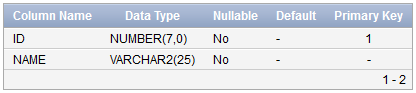 Column Name Data Type Nullable Default Primary Key
ID NUMBER(7,0) No - 1
NAME VARCHAR2(25) No - -
1 - 2